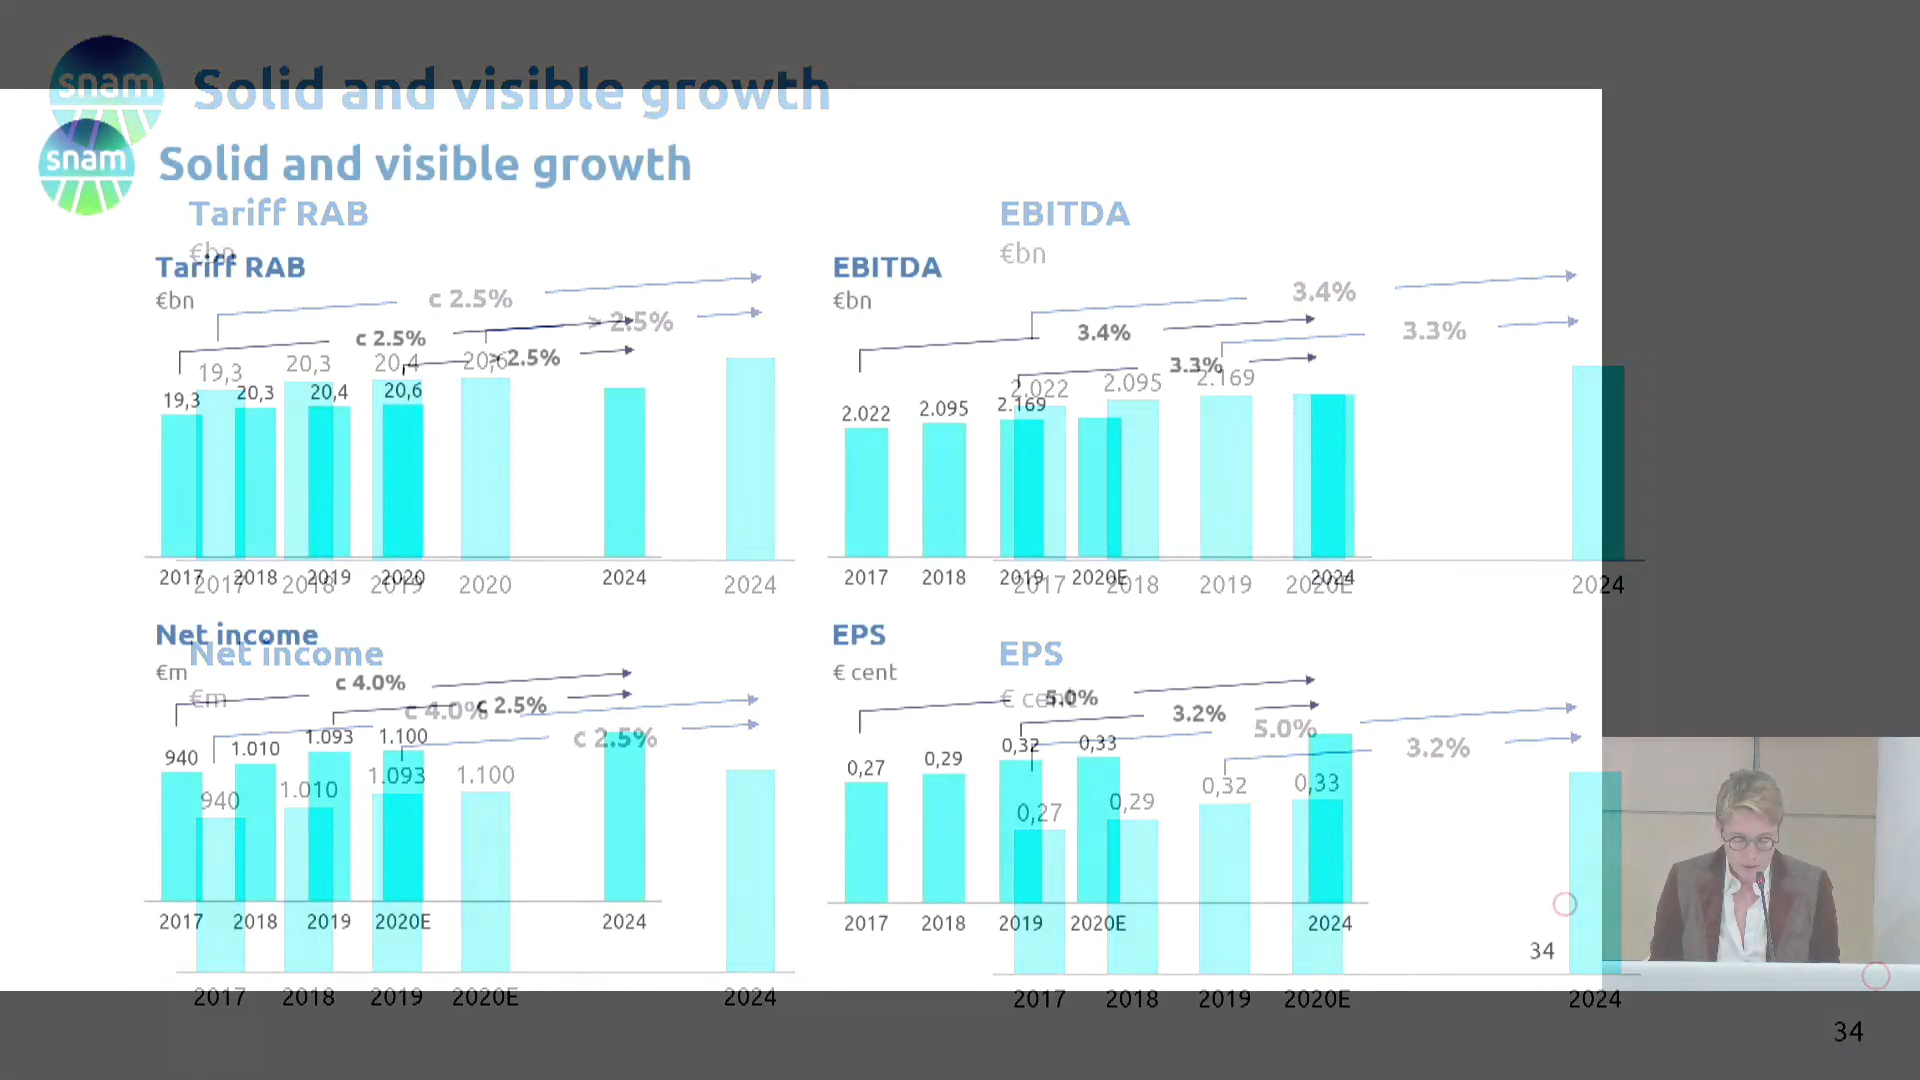 snam Solid and visible growth
snam Solid and visible growth
Tariff RAB
€bn
EBITDA
€bn
Tariff RAB
€bn
EBITDA
€bn
c 2.5%
> 2.5%
3.4%
3.3%
c 2.5%
> 2.5%
3.4%
3.3%
19,3 20,3 20,4 20,6
2.022 2.095 2.169
19,3 20,3 20,4 20,6
2.022 2.095 2.169
2017 2018 2019 2020 2024
2017 2018 2019 2020E 2024
2017 2018 2019 2020 2024
2017 2018 2019 2020E 2024
Net income
€m
EPS
€ cent
Net income
€m
EPS
€ cent
c 4.0%
c 2.5%
5.0%
3.2%
c 4.0%
c 2.5%
5.0%
3.2%
940 1.010 1.093 1.100
0,27 0,29 0,32 0,33
940 1.010 1.093 1.100
0,27 0,29 0,32 0,33
2017 2018 2019 2020E 2024
2017 2018 2019 2020E 2024
34
2017 2018 2019 2020E 2024
2017 2018 2019 2020E 2024
34